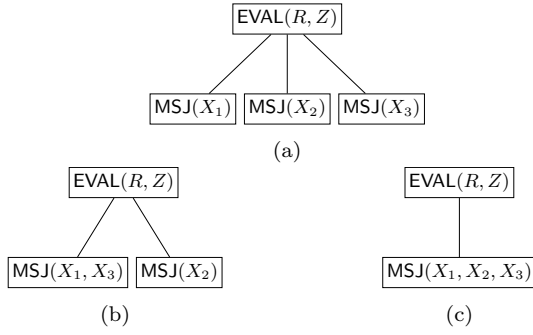 EVAL(R, Z)
MSJ(X₁) MSJ(X₂) MSJ(X₃)
(a)
EVAL(R, Z) EVAL(R, Z)
MSJ(X₁, X₃) MSJ(X₂) MSJ(X₁, X₂, X₃)
(b) (c)